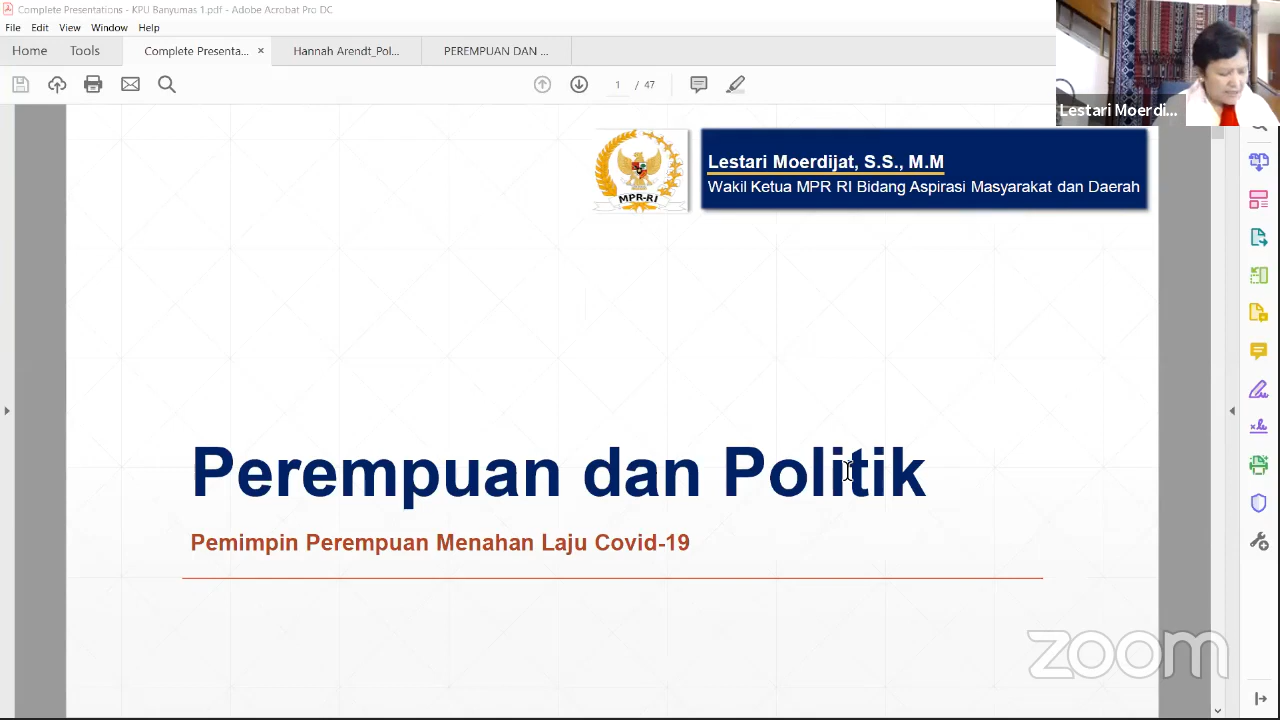 Complete Presentations - KPU Banyumas 1.pdf - Adobe Acrobat Pro DC
File Edit View Window Help
Home Tools Complete Presenta... × Hannah Arendt_Pol... PEREMPUAN DAN ...
1 / 47
Lestari Moerdi...
MPR-RI
Lestari Moerdijat, S.S., M.M
Wakil Ketua MPR RI Bidang Aspirasi Masyarakat dan Daerah
Perempuan dan Politik
Pemimpin Perempuan Menahan Laju Covid-19
zoom